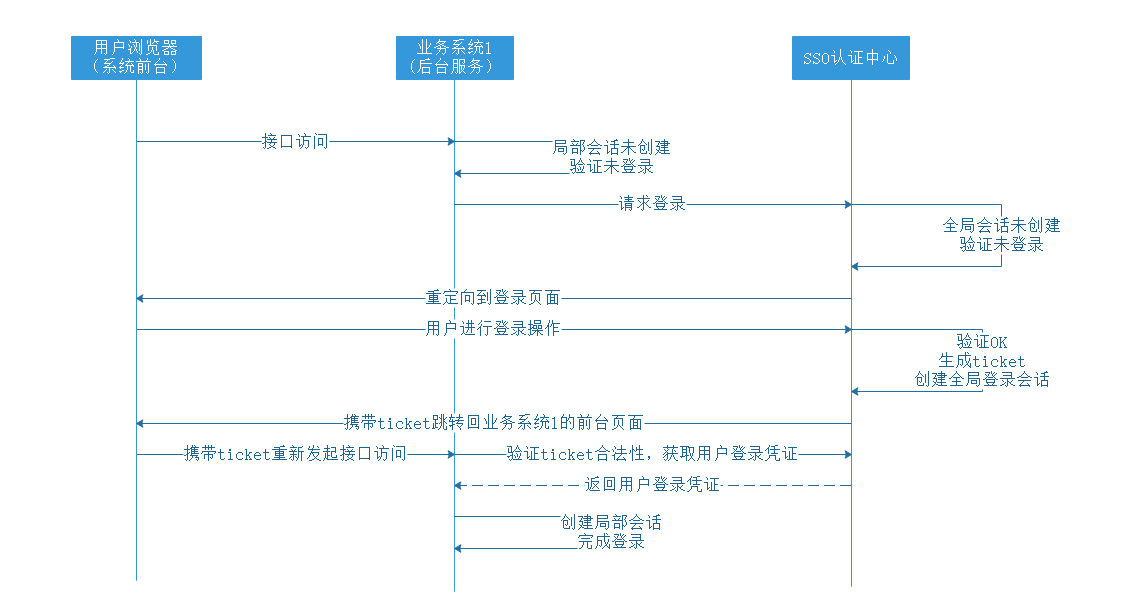 用户浏览器
（系统前台）
业务系统1
(后台服务）
SSO认证中心
接口访问
局部会话未创建
验证未登录
请求登录
全局会话未创建
验证未登录
重定向到登录页面
用户进行登录操作
验证OK
生成ticket
创建全局登录会话
携带ticket跳转回业务系统1的前台页面
携带ticket重新发起接口访问
验证ticket合法性，获取用户登录凭证
返回用户登录凭证
创建局部会话
完成登录